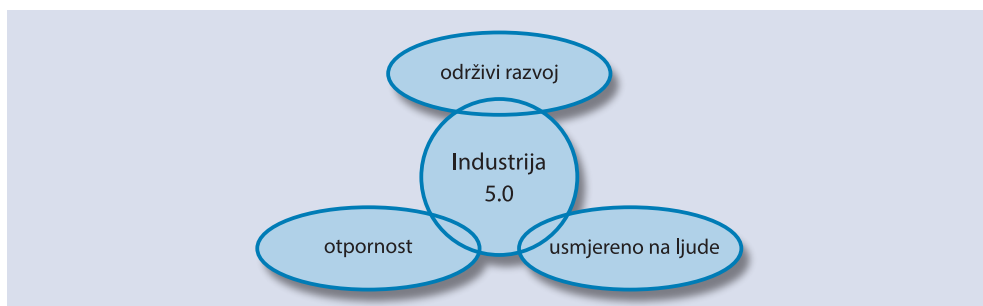 održivi razvoj
Industrija
5.0
otpornost
usmjereno na ljude